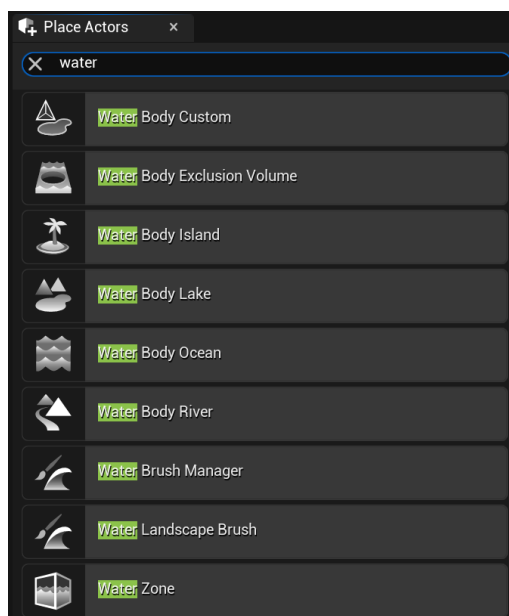 Place Actors
water
Water Body Custom
Water Body Exclusion Volume
Water Body Island
Water Body Lake
Water Body Ocean
Water Body River
Water Brush Manager
Water Landscape Brush
Water Zone